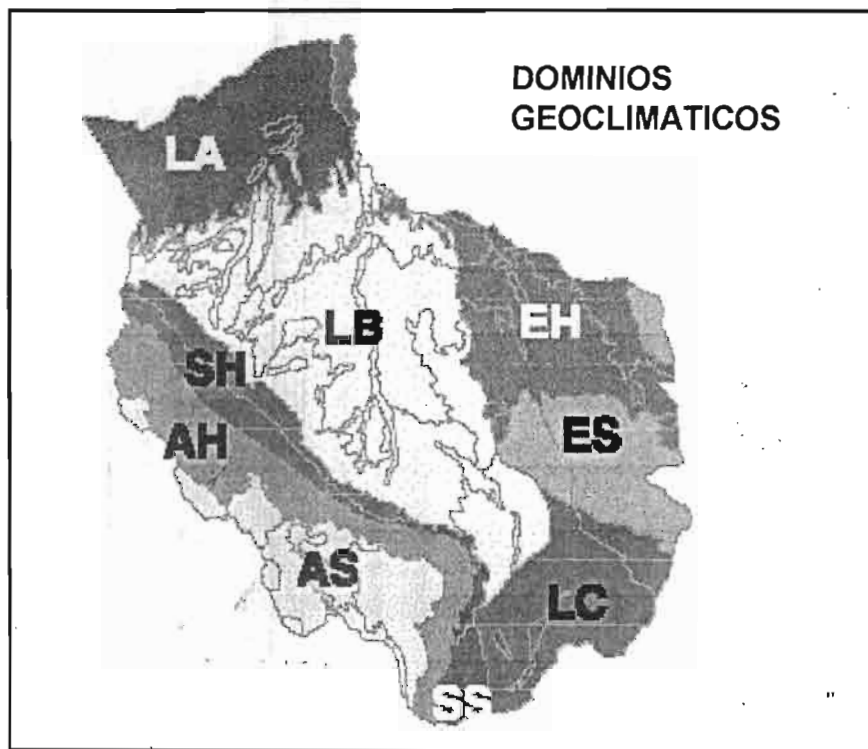 DOMINIOS
GEOCLIMATICOS
LA
LB
EH
SH
AH
ES
AS
LC
SS